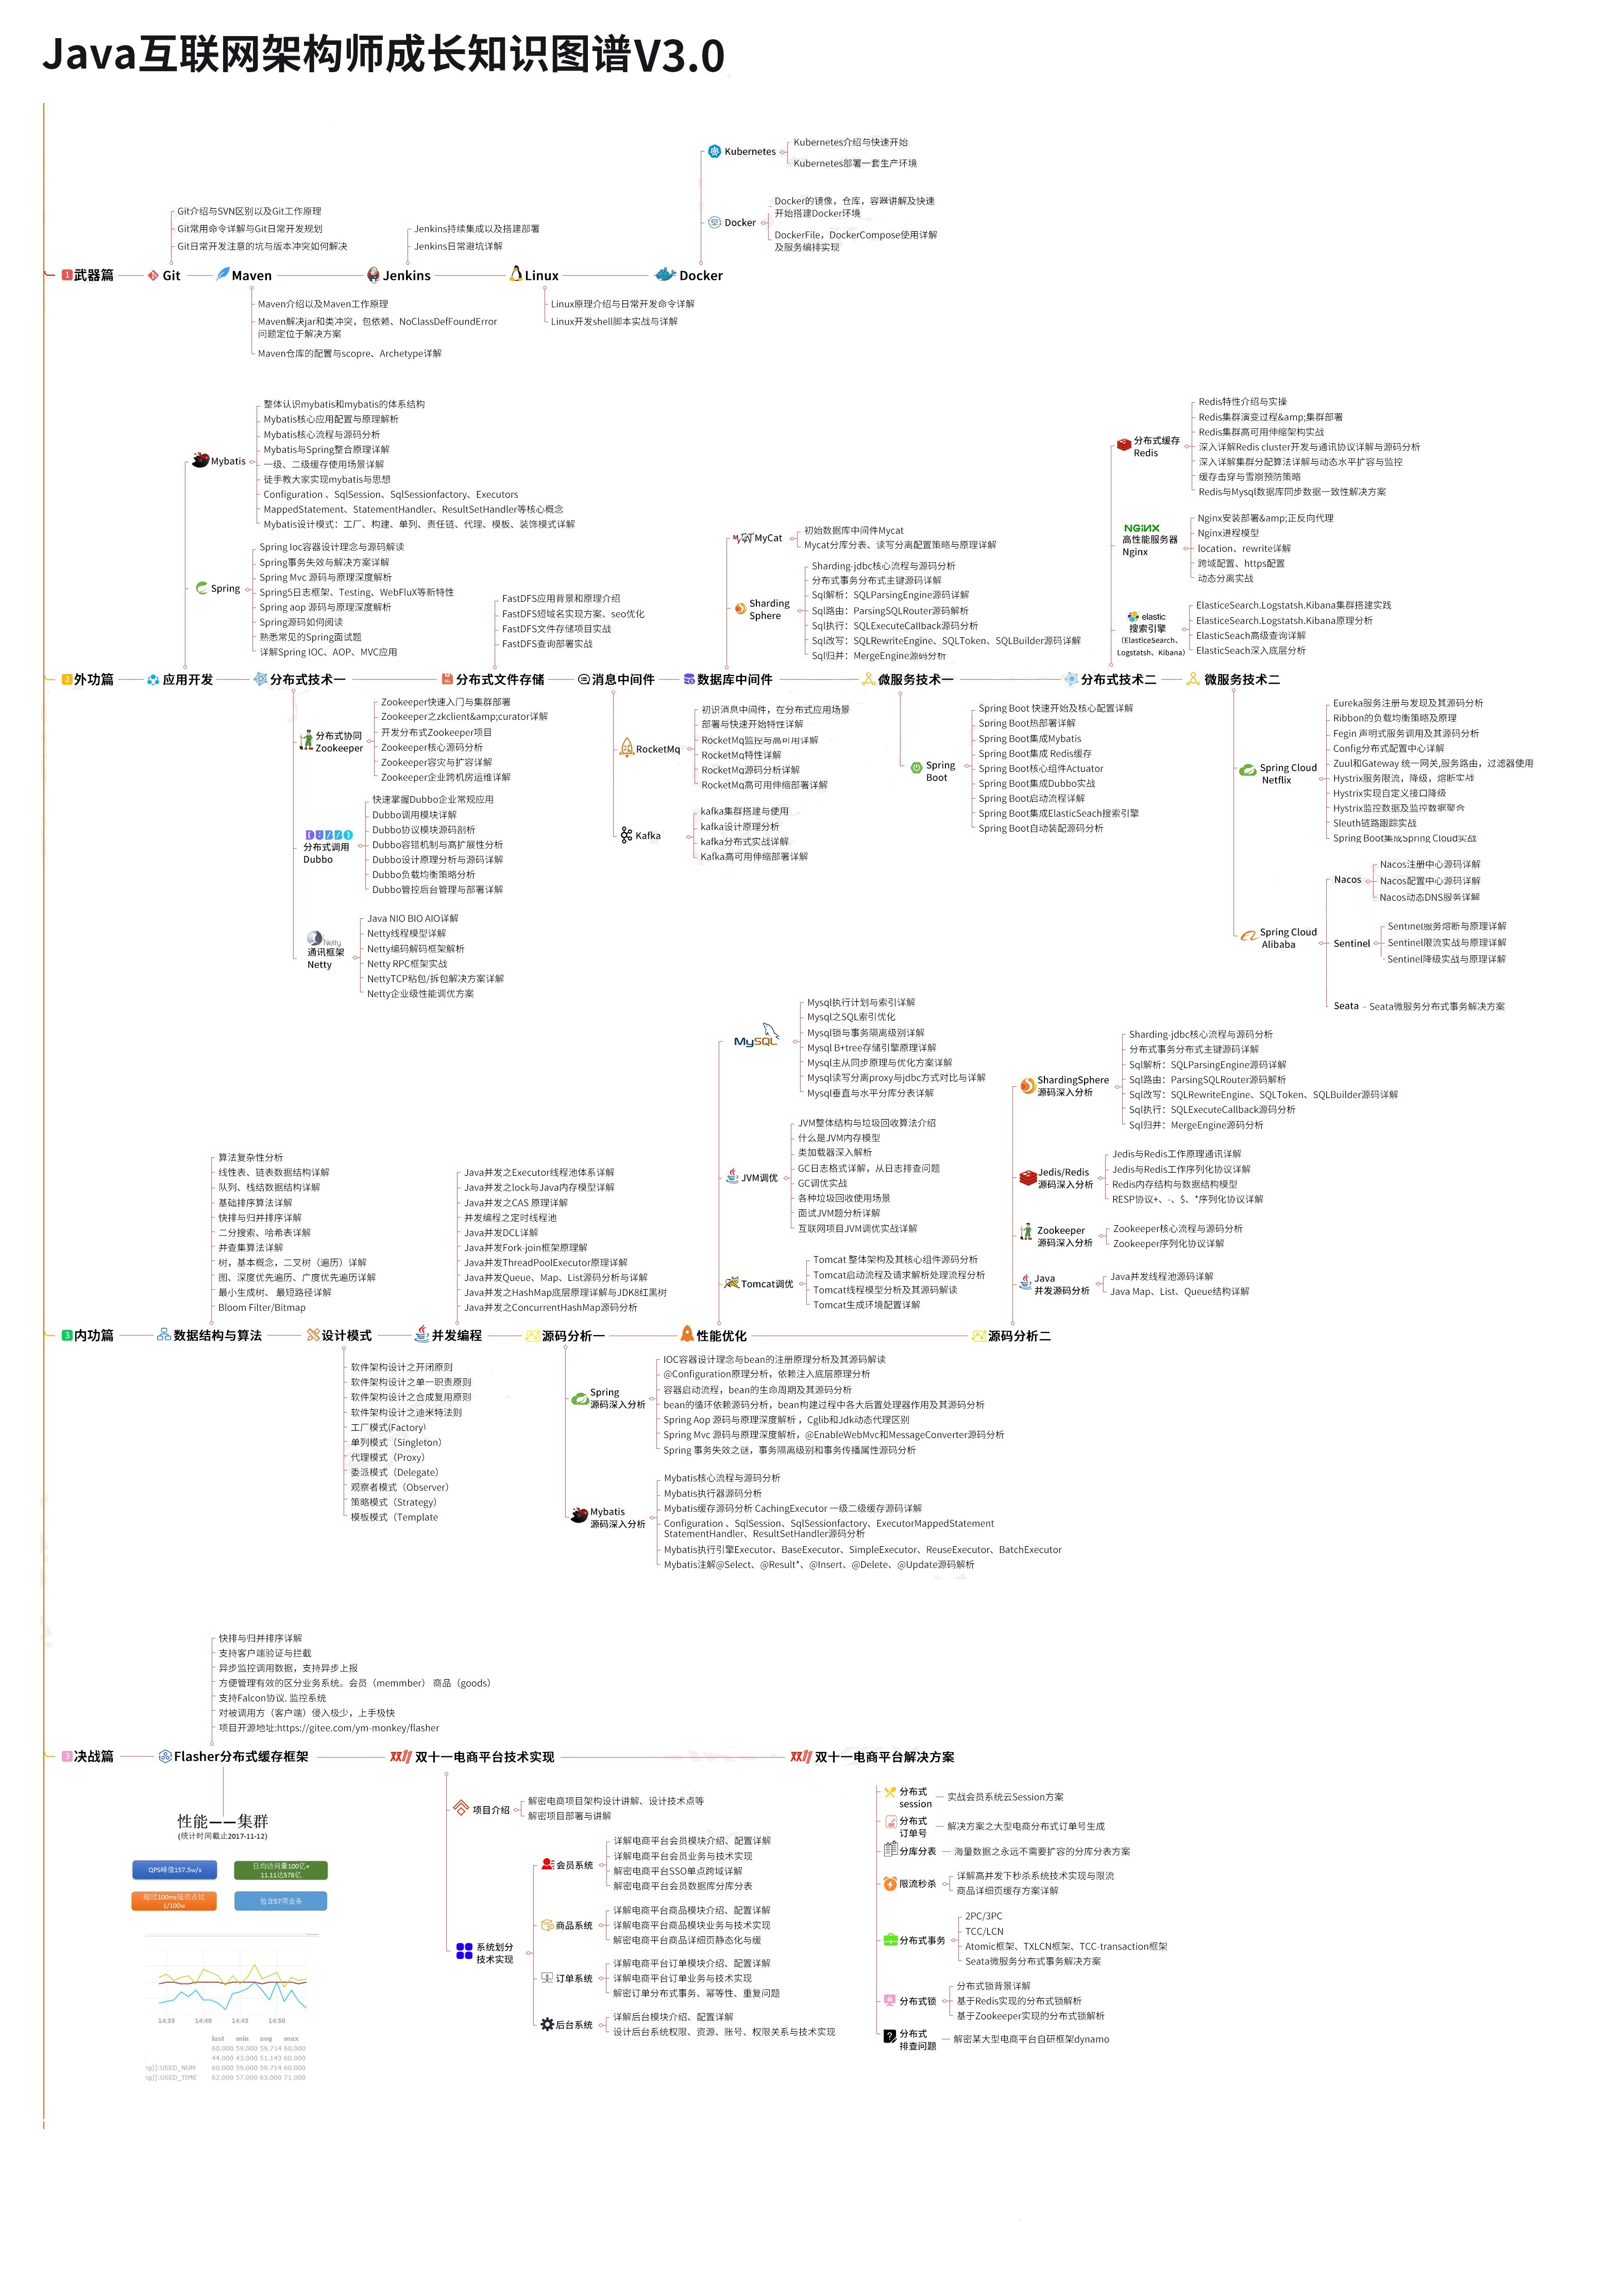 Java互联网架构师成长知识图谱V3.0
Kubernetes
Kubernetes介绍与快速开始
Kubernetes部署一套生产环境
Docker
Docker的镜像，仓库，容器讲解及快速
开始搭建Docker环境
DockerFile，DockerCompose使用详解
及服务编排实现
Git介绍与SVN区别以及Git工作原理
Git常用命令详解与Git日常开发规划
Git日常开发注意的坑与版本冲突如何解决
Jenkins持续集成以及搭建部署
Jenkins日常避坑详解
1 武器篇
Git
Maven
Jenkins
Linux
Docker
Maven介绍以及Maven工作原理
Maven解决jar和类冲突，包依赖、NoClassDefFoundError
问题定位于解决方案
Maven仓库的配置与scopre、Archetype详解
Linux原理介绍与日常开发命令详解
Linux开发shell脚本实战与详解
Mybatis
整体认识mybatis和mybatis的体系结构
Mybatis核心应用配置与原理解析
Mybatis核心流程与源码分析
Mybatis与Spring整合原理详解
一级、二级缓存使用场景详解
徒手教大家实现mybatis与思想
Configuration 、SqlSession、SqlSessionfactory、Executors
MappedStatement、StatementHandler、ResultSetHandler等核心概念
Mybatis设计模式：工厂、构建、单列、责任链、代理、模板、装饰模式详解
Spring
Spring Ioc容器设计理念与源码解读
Spring事务失效与解决方案详解
Spring Mvc 源码与原理深度解析
Spring5日志框架、Testing、WebFluX等新特性
Spring aop 源码与原理深度解析
Spring源码如何阅读
熟悉常见的Spring面试题
详解Spring IOC、AOP、MVC应用
FastDFS应用背景和原理介绍
FastDFS短域名实现方案、seo优化
FastDFS文件存储项目实战
FastDFS查询部署实战
MyCat
初始数据库中间件Mycat
Mycat分库分表、读写分离配置策略与原理详解
Sharding
Sphere
Sharding-jdbc核心流程与源码分析
分布式事务分布式主键源码详解
Sql解析：SQLParsingEngine源码详解
Sql路由：ParsingSQLRouter源码解析
Sql执行：SQLExecuteCallback源码分析
Sql改写：SQLRewriteEngine、SQLToken、SQLBuilder源码详解
Sql归并：MergeEngine源码分析
分布式缓存
Redis
Redis特性介绍与实操
Redis集群演变过程&amp;集群部署
Redis集群高可用伸缩架构实战
深入详解Redis cluster开发与通讯协议详解与源码分析
深入详解集群分配算法详解与动态水平扩容与监控
缓存击穿与雪崩预防策略
Redis与Mysql数据库同步数据一致性解决方案
NGiNX
高性能服务器
Nginx
Nginx安装部署&amp;正反向代理
Nginx进程模型
location、rewrite详解
跨域配置、https配置
动态分离实战
elastic
搜索引擎
（ElasticeSearch、
Logstatsh、Kibana）
ElasticeSearch.Logstatsh.Kibana集群搭建实践
ElasticeSearch.Logstatsh.Kibana原理分析
ElasticSeach高级查询详解
ElasticSeach深入底层分析
2 外功篇
应用开发
分布式技术一
分布式文件存储
消息中间件
数据库中间件
微服务技术一
分布式技术二
微服务技术二
分布式协同
Zookeeper
Zookeeper快速入门与集群部署
Zookeeper之zkclient&amp;curator详解
开发分布式Zookeeper项目
Zookeeper核心源码分析
Zookeeper容灾与扩容详解
Zookeeper企业跨机房运维详解
分布式调用
Dubbo
快速掌握Dubbo企业常规应用
Dubbo调用模块详解
Dubbo协议模块源码剖析
Dubbo容错机制与高扩展性分析
Dubbo设计原理分析与源码详解
Dubbo负载均衡策略分析
Dubbo管控后台管理与部署详解
Netty
通讯框架
Netty
Java NIO BIO AIO详解
Netty线程模型详解
Netty编码解码框架解析
Netty RPC框架实战
NettyTCP粘包/拆包解决方案详解
Netty企业级性能调优方案
RocketMq
初识消息中间件，在分布式应用场景
部署与快速开始特性详解
RocketMq监控与高可用详解
RocketMq特性详解
RocketMq源码分析详解
RocketMq高可用伸缩部署详解
Kafka
kafka集群搭建与使用
kafka设计原理分析
kafka分布式实战详解
Kafka高可用伸缩部署详解
Spring
Boot
Spring Boot 快速开始及核心配置详解
Spring Boot热部署详解
Spring Boot集成Mybatis
Spring Boot集成 Redis缓存
Spring Boot核心组件Actuator
Spring Boot集成Dubbo实战
Spring Boot启动流程详解
Spring Boot集成ElasticSeach搜索引擎
Spring Boot自动装配源码分析
Spring Cloud
Netflix
Eureka服务注册与发现及其源码分析
Ribbon的负载均衡策略及原理
Fegin 声明式服务调用及其源码分析
Config分布式配置中心详解
Zuul和Gateway 统一网关,服务路由，过滤器使用
Hystrix服务限流，降级，熔断实战
Hystrix实现自定义接口降级
Hystrix监控数据及监控数据聚合
Sleuth链路跟踪实战
Spring Boot集成Spring Cloud实战
Spring Cloud
Alibaba
Nacos
Nacos注册中心源码详解
Nacos配置中心源码详解
Nacos动态DNS服务详解
Sentinel
Sentinel服务熔断与原理详解
Sentinel限流实战与原理详解
Sentinel降级实战与原理详解
Seata
Seata微服务分布式事务解决方案
MySQL
Mysql执行计划与索引详解
Mysql之SQL索引优化
Mysql锁与事务隔离级别详解
Mysql B+tree存储引擎原理详解
Mysql主从同步原理与优化方案详解
Mysql读写分离proxy与jdbc方式对比与详解
Mysql垂直与水平分库分表详解
JVM调优
JVM整体结构与垃圾回收算法介绍
什么是JVM内存模型
类加载器深入解析
GC日志格式详解，从日志排查问题
GC调优实战
各种垃圾回收使用场景
面试JVM题分析详解
互联网项目JVM调优实战详解
Tomcat调优
Tomcat 整体架构及其核心组件源码分析
Tomcat启动流程及请求解析处理流程分析
Tomcat线程模型分析及其源码解读
Tomcat生成环境配置详解
ShardingSphere
源码深入分析
Sharding-jdbc核心流程与源码分析
分布式事务分布式主键源码详解
Sql解析：SQLParsingEngine源码详解
Sql路由：ParsingSQLRouter源码解析
Sql改写：SQLRewriteEngine、SQLToken、SQLBuilder源码详解
Sql执行：SQLExecuteCallback源码分析
Sql归并：MergeEngine源码分析
Jedis/Redis
源码深入分析
Jedis与Redis工作原理通讯详解
Jedis与Redis工作序列化协议详解
Redis内存结构与数据结构模型
RESP协议+、-、$、*序列化协议详解
Zookeeper
源码深入分析
Zookeeper核心流程与源码分析
Zookeeper序列化协议详解
Java
并发源码分析
Java并发线程池源码详解
Java Map、List、Queue结构详解
算法复杂性分析
线性表、链表数据结构详解
队列、栈结数据结构详解
基础排序算法详解
快排与归并排序详解
二分搜索、哈希表详解
并查集算法详解
树，基本概念，二叉树（遍历）详解
图、深度优先遍历、广度优先遍历详解
最小生成树、 最短路径详解
Bloom Filter/Bitmap
Java并发之Executor线程池体系详解
Java并发之lock与Java内存模型详解
Java并发之CAS 原理详解
并发编程之定时线程池
Java并发DCL详解
Java并发Fork-join框架原理解
Java并发ThreadPoolExecutor原理详解
Java并发Queue、Map、List源码分析与详解
Java并发之HashMap底层原理详解与JDK8红黑树
Java并发之ConcurrentHashMap源码分析
3 内功篇
数据结构与算法
设计模式
并发编程
源码分析一
性能优化
源码分析二
软件架构设计之开闭原则
软件架构设计之单一职责原则
软件架构设计之合成复用原则
软件架构设计之迪米特法则
工厂模式(Factory)
单列模式（Singleton）
代理模式（Proxy）
委派模式（Delegate）
观察者模式（Observer）
策略模式（Strategy）
模板模式（Template
Spring
源码深入分析
IOC容器设计理念与bean的注册原理分析及其源码解读
@Configuration原理分析，依赖注入底层原理分析
容器启动流程，bean的生命周期及其源码分析
bean的循环依赖源码分析，bean构建过程中各大后置处理器作用及其源码分析
Spring Aop 源码与原理深度解析 ，Cglib和Jdk动态代理区别
Spring Mvc 源码与原理深度解析，@EnableWebMvc和MessageConverter源码分析
Spring 事务失效之谜，事务隔离级别和事务传播属性源码分析
Mybatis
源码深入分析
Mybatis核心流程与源码分析
Mybatis执行器源码分析
Mybatis缓存源码分析 CachingExecutor 一级二级缓存源码详解
Configuration 、SqlSession、SqlSessionfactory、ExecutorMappedStatement
StatementHandler、ResultSetHandler源码分析
Mybatis执行引擎Executor、BaseExecutor、SimpleExecutor、ReuseExecutor、BatchExecutor
Mybatis注解@Select、@Result*、@Insert、@Delete、@Update源码解析
快排与归并排序详解
支持客户端验证与拦截
异步监控调用数据，支持异步上报
方便管理有效的区分业务系统。会员（memmber） 商品（goods）
支持Falcon协议. 监控系统
对被调用方（客户端）侵入极少，上手极快
项目开源地址:https://gitee.com/ym-monkey/flasher
3 决战篇
Flasher分布式缓存框架
双十一电商平台技术实现
双十一电商平台解决方案
性能——集群
(统计时间截止2017-11-12)
QPS峰值157.5w/s
日均访问量100亿+
11.11达578亿
超过100ms延迟占比
1/100w
包含57项业务
14:35 14:40 14:45 14:50
last min avg max
60.000 59.000 59.714 60.000
44.000 43.000 51.143 60.000
ng]]:USED_NUM 60.000 59.000 59.714 60.000
ng]]:USED_TIME 62.000 57.000 63.000 71.000
项目介绍
解密电商项目架构设计讲解、设计技术点等
解密项目部署与讲解
系统划分
技术实现
会员系统
详解电商平台会员模块介绍、配置详解
详解电商平台会员业务与技术实现
解密电商平台SSO单点跨域详解
解密电商平台会员数据库分库分表
商品系统
详解电商平台商品模块介绍、配置详解
详解电商平台商品模块业务与技术实现
解密电商平台商品详细页静态化与缓
订单系统
详解电商平台订单模块介绍、配置详解
详解电商平台订单业务与技术实现
解密订单分布式事务、幂等性、重复问题
后台系统
详解后台模块介绍、配置详解
设计后台系统权限、资源、账号、权限关系与技术实现
分布式
session
实战会员系统云Session方案
分布式
订单号
解决方案之大型电商分布式订单号生成
分库分表
海量数据之永远不需要扩容的分库分表方案
限流秒杀
详解高并发下秒杀系统技术实现与限流
商品详细页缓存方案详解
分布式事务
2PC/3PC
TCC/LCN
Atomic框架、TXLCN框架、TCC-transaction框架
Seata微服务分布式事务解决方案
分布式锁
分布式锁背景详解
基于Redis实现的分布式锁解析
基于Zookeeper实现的分布式锁解析
分布式
排查问题
解密某大型电商平台自研框架dynamo